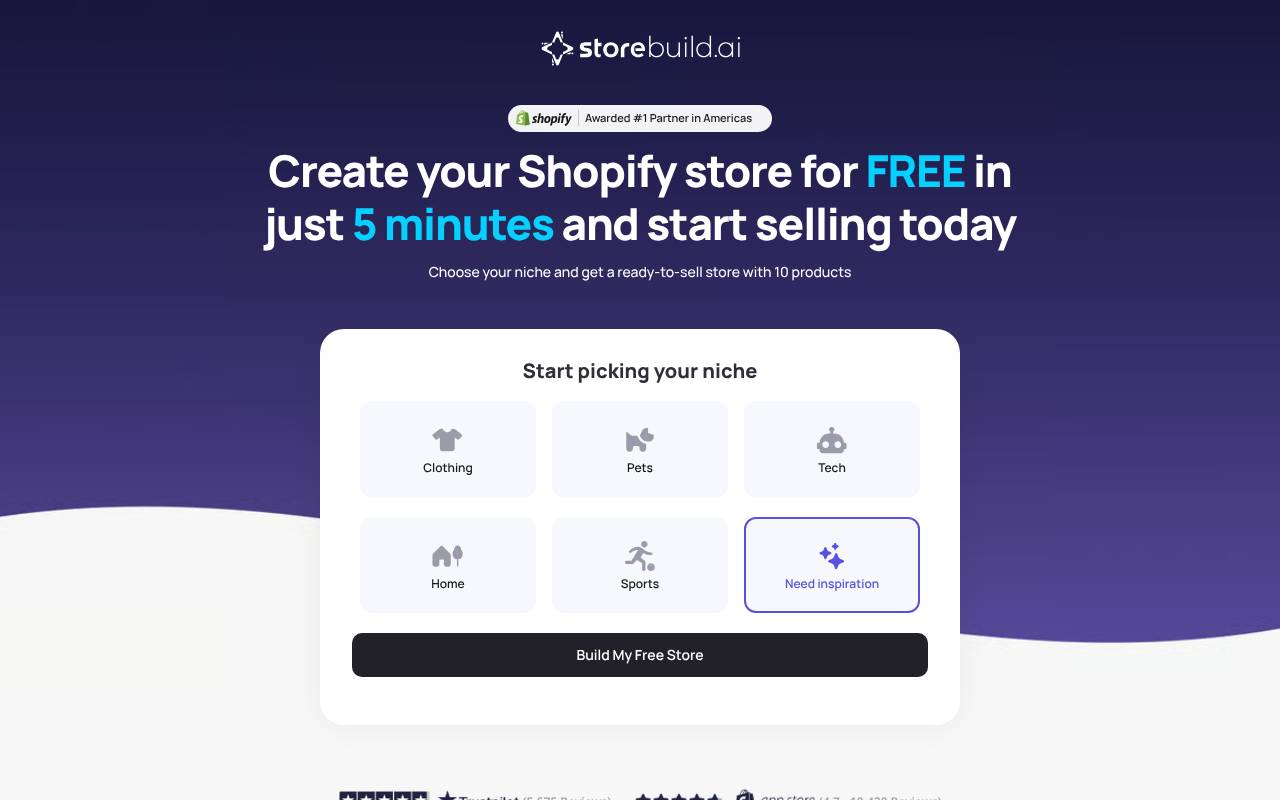 storebuild.ai
shopify Awarded #1 Partner in Americas
Create your Shopify store for FREE in
just 5 minutes and start selling today
Choose your niche and get a ready-to-sell store with 10 products
Start picking your niche
Clothing
Pets
Tech
Home
Sports
Need inspiration
Build My Free Store